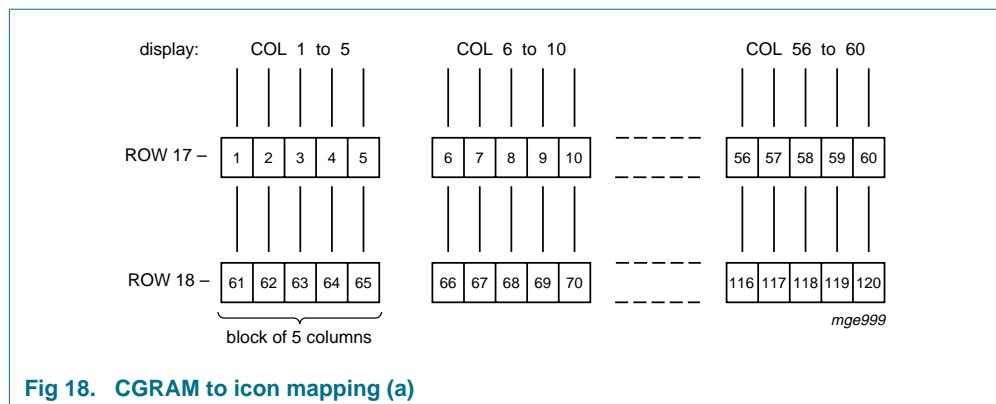 display: COL 1 to 5 COL 6 to 10 COL 56 to 60
ROW 17 – 1 2 3 4 5 6 7 8 9 10 56 57 58 59 60
ROW 18 – 61 62 63 64 65 66 67 68 69 70 116 117 118 119 120
mge999
block of 5 columns
Fig 18. CGRAM to icon mapping (a)